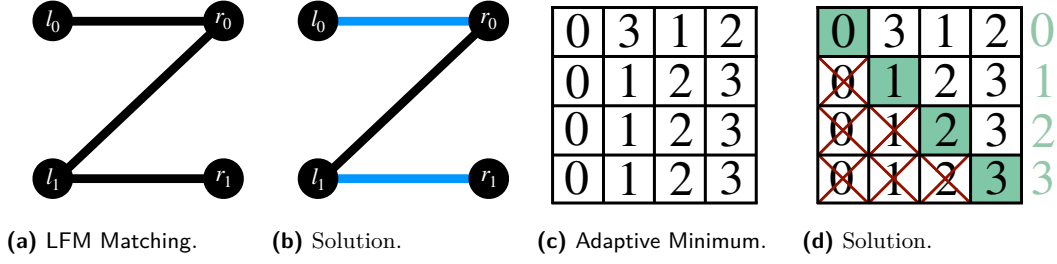 l₀ r₀
l₁ r₁
(a) LFM Matching.
l₀ r₀
l₁ r₁
(b) Solution.
0 3 1 2
0 1 2 3
0 1 2 3
0 1 2 3
(c) Adaptive Minimum.
0 3 1 2 0
0 1 2 3 1
0 1 2 3 2
0 1 2 3 3
(d) Solution.